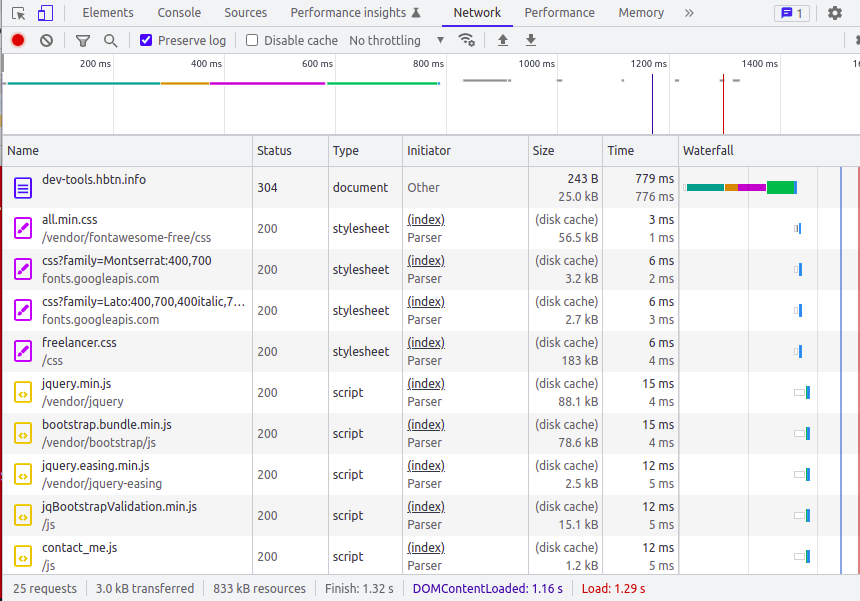 Elements Console Sources Performance insights Network Performance Memory » 1
Preserve log Disable cache No throttling
200 ms 400 ms 600 ms 800 ms 1000 ms 1200 ms 1400 ms
Name Status Type Initiator Size Time Waterfall
dev-tools.hbtn.info 304 document Other 243 B 779 ms
25.0 kB 776 ms
all.min.css 200 stylesheet (index) (disk cache) 3 ms
/vendor/fontawesome-free/css Parser 56.5 kB 1 ms
css?family=Montserrat:400,700 200 stylesheet (index) (disk cache) 6 ms
fonts.googleapis.com Parser 3.2 kB 2 ms
css?family=Lato:400,700,400italic,7... 200 stylesheet (index) (disk cache) 6 ms
fonts.googleapis.com Parser 2.7 kB 3 ms
freelancer.css 200 stylesheet (index) (disk cache) 6 ms
/css Parser 183 kB 4 ms
jquery.min.js 200 script (index) (disk cache) 15 ms
/vendor/jquery Parser 88.1 kB 4 ms
bootstrap.bundle.min.js 200 script (index) (disk cache) 15 ms
/vendor/bootstrap/js Parser 78.6 kB 4 ms
jquery.easing.min.js 200 script (index) (disk cache) 12 ms
/vendor/jquery-easing Parser 2.5 kB 5 ms
jqBootstrapValidation.min.js 200 script (index) (disk cache) 12 ms
/js Parser 15.1 kB 5 ms
contact_me.js 200 script (index) (disk cache) 12 ms
/js Parser 1.2 kB 5 ms
25 requests 3.0 kB transferred 833 kB resources Finish: 1.32 s DOMContentLoaded: 1.16 s Load: 1.29 s